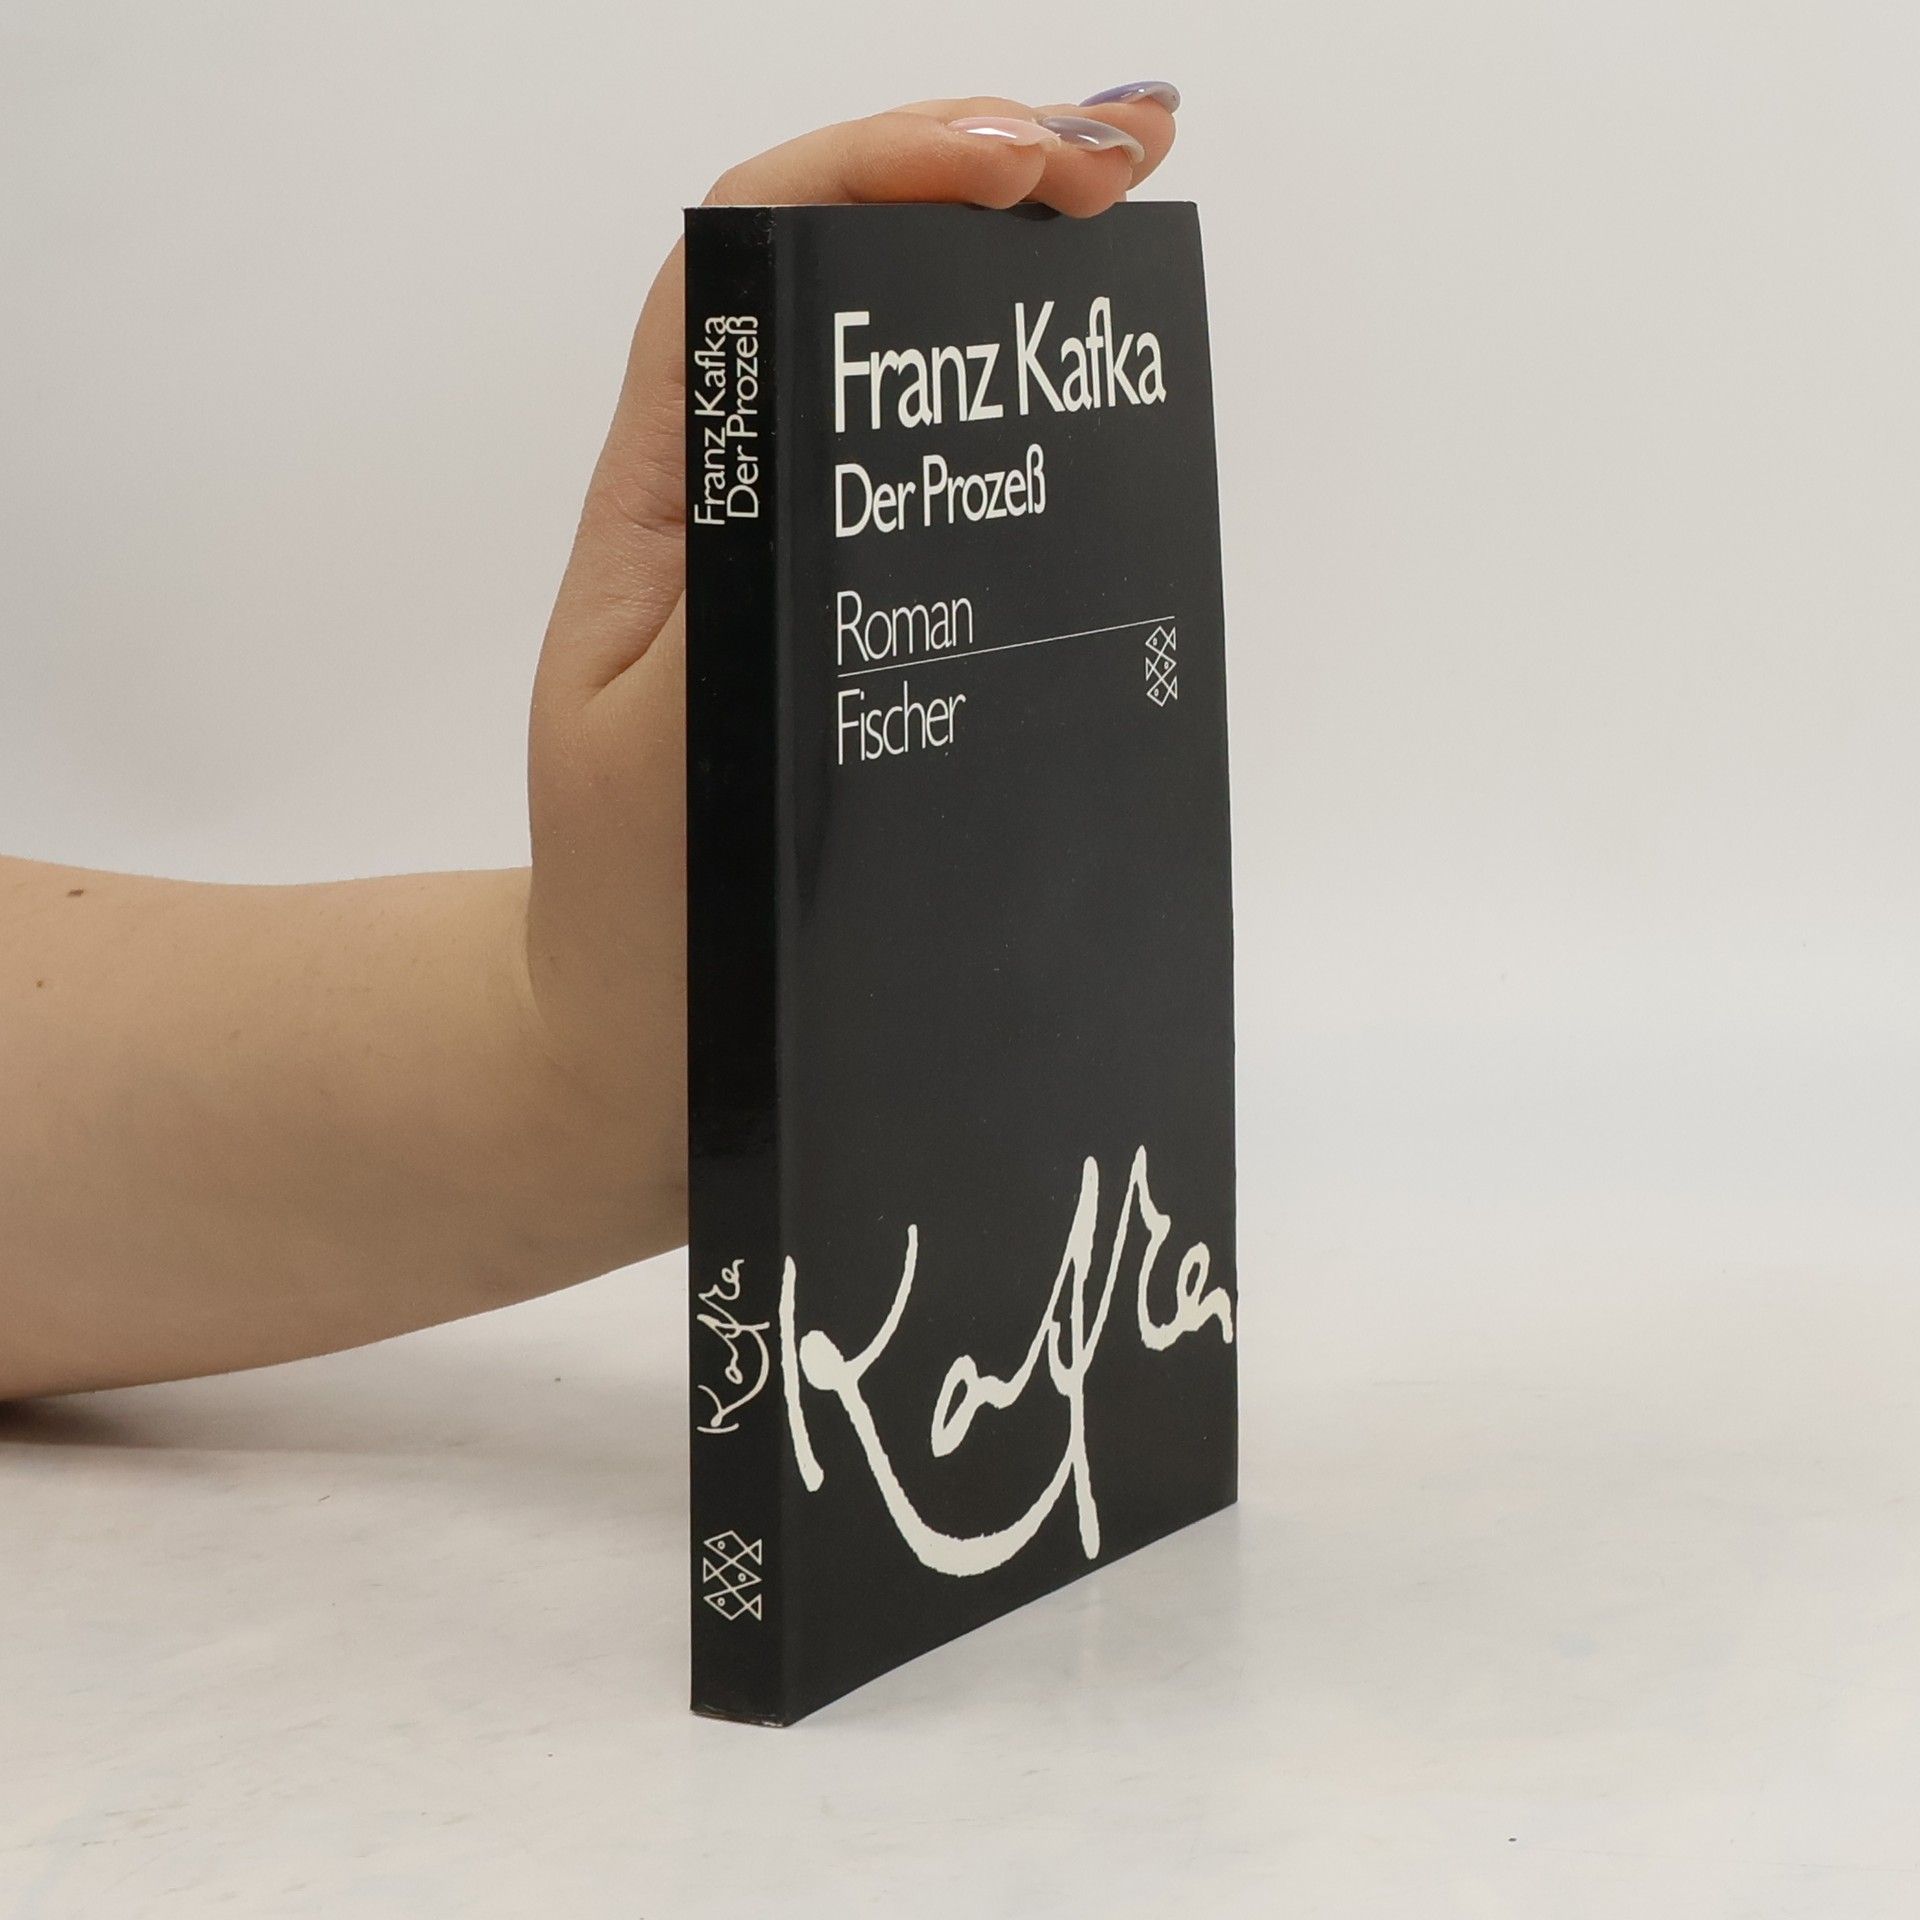 Franz Kafka
Der Prozeß
Kafka
Franz Kafka
Der Prozeß
Roman
Fischer
Kafka